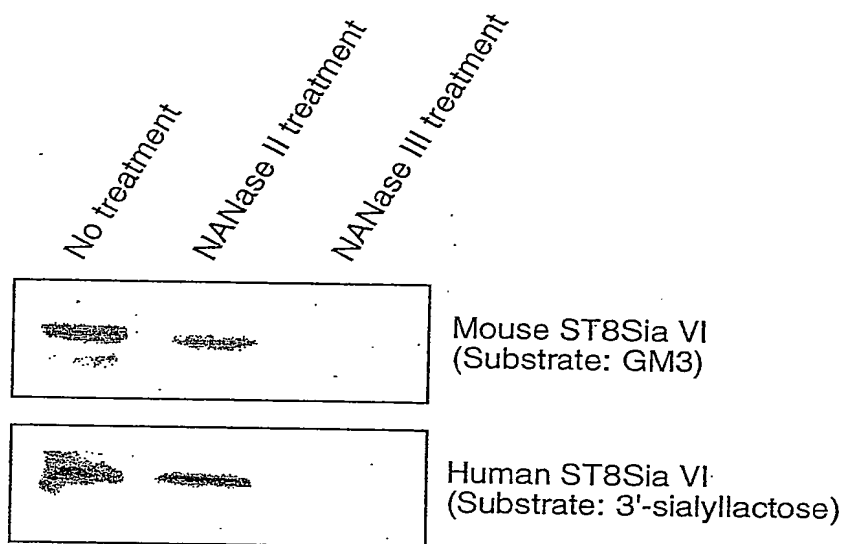 No treatment
NANase II treatment
NANase III treatment
Mouse ST8Sia VI
(Substrate: GM3)
Human ST8Sia VI
(Substrate: 3'-sialyllactose)